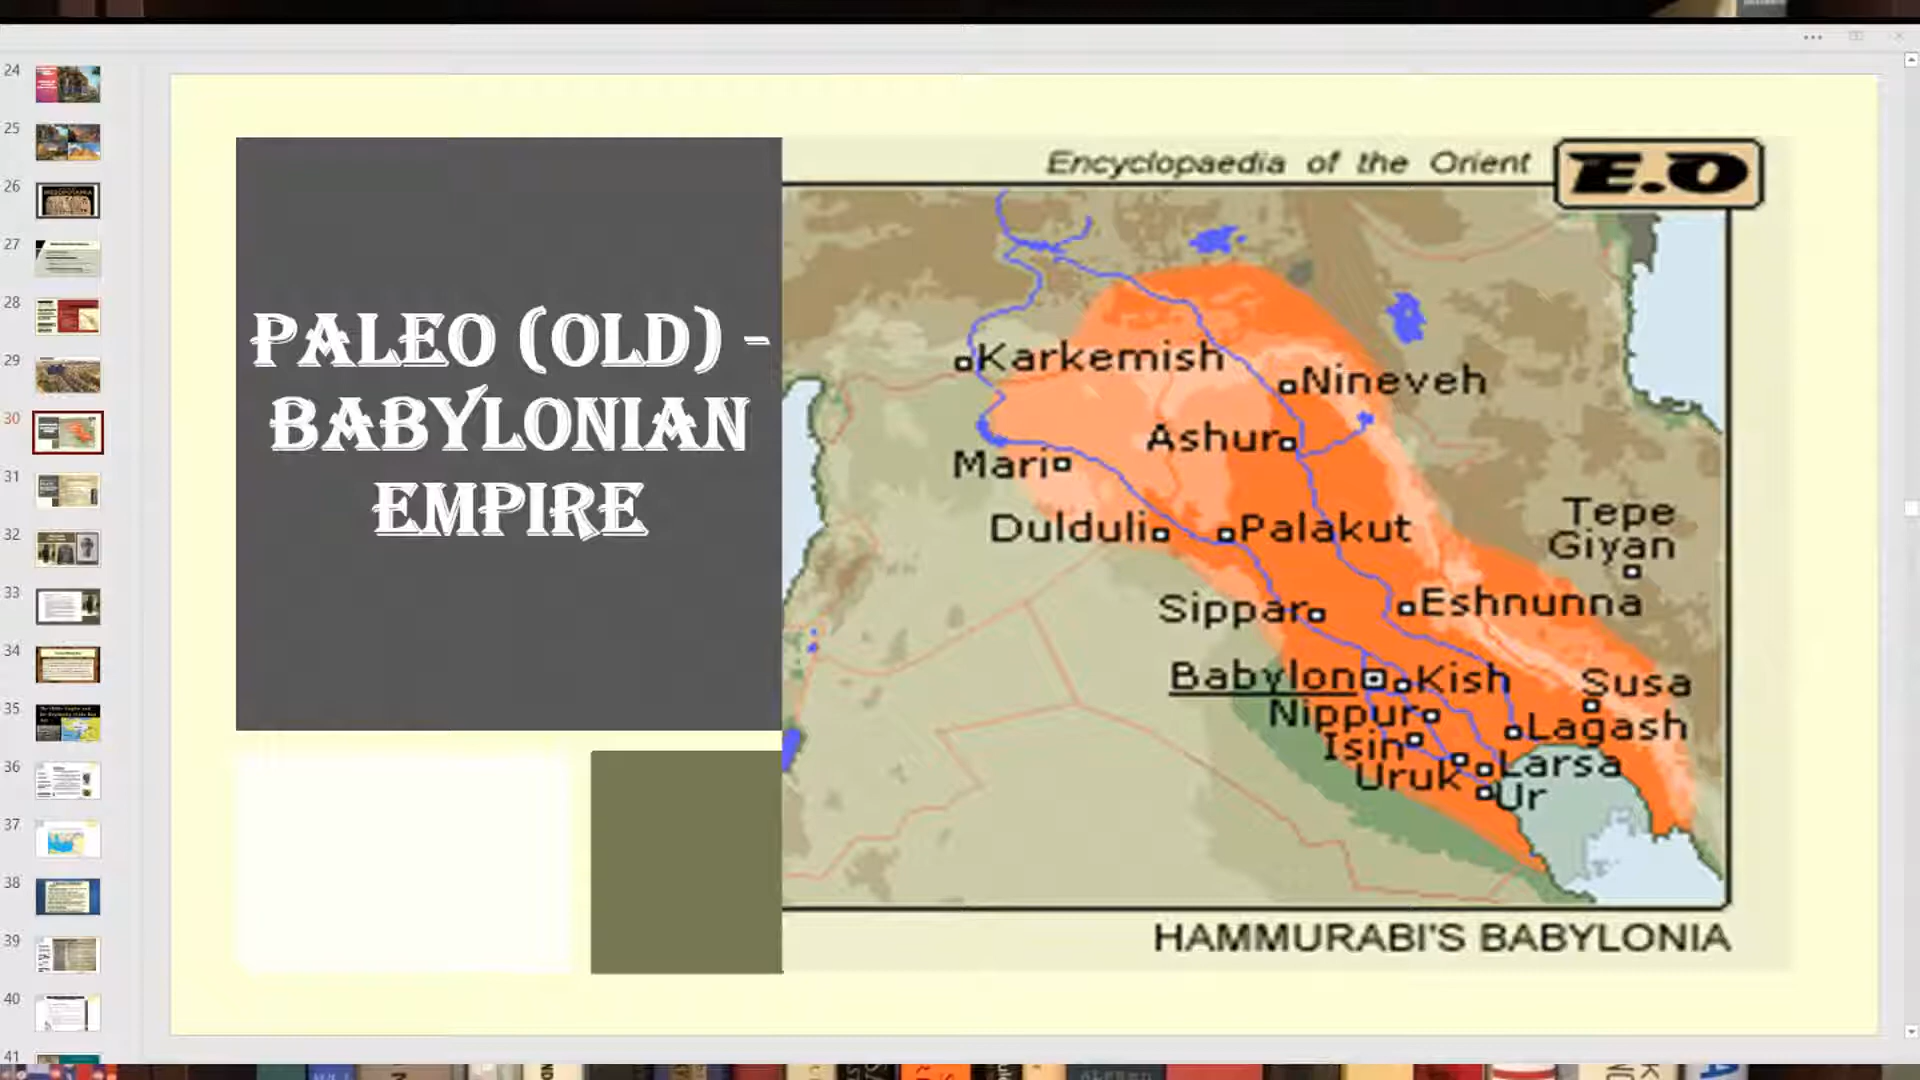 24
25
26
27
28
29
30
31
32
33
34
35
36
37
38
39
40
41
PALEO (OLD) -
BABYLONIAN
EMPIRE
Encyclopaedia of the Orient
E.O
Karkemish
Nineveh
Ashur
Mari
Dulduli
Palakut
Tepe
Giyan
Sippar
Eshnunna
Babylon
Kish
Susa
Nippur
Lagash
Isin
Larsa
Uruk
Ur
HAMMURABI'S BABYLONIA